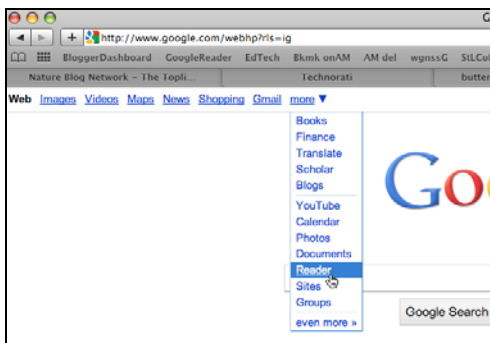 G
http://www.google.com/webhp?rls=ig
BloggerDashboard GoogleReader EdTech Bkmk onAM AM del wgnssG StLCol
Nature Blog Network – The Topli... Technorati butter
Web Images Videos Maps News Shopping Gmail more ▼
Books
Finance
Translate
Scholar
Blogs
YouTube
Calendar
Photos
Documents
Reader
Sites
Groups
even more »
Goo
Google Search